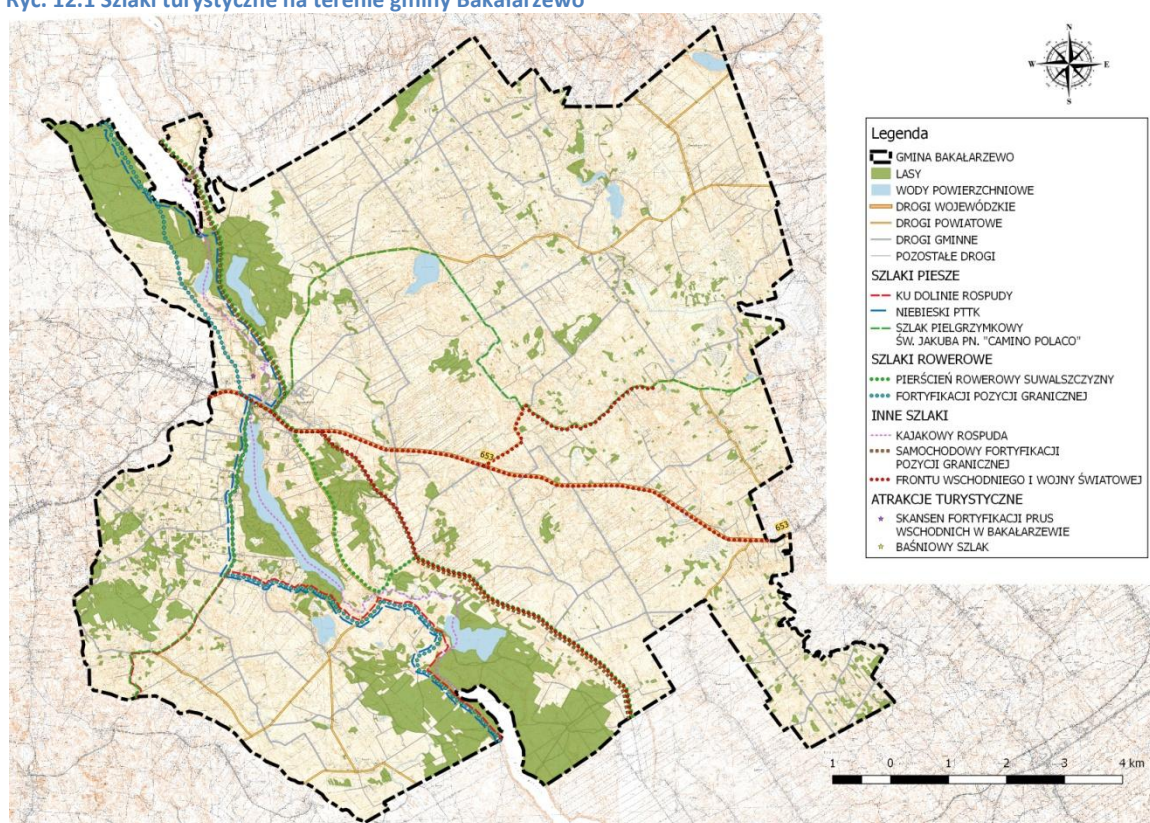 Ryc. 12.1 Szlaki turystyczne na terenie gminy Bakałarzewo
N
W
E
S
Legenda
GMINA BAKAŁARZEWO
LASY
WODY POWIERZCHNIOWE
DROGI WOJEWÓDZKIE
DROGI POWIATOWE
DROGI GMINNE
POZOSTAŁE DROGI
SZLAKI PIESZE
KU DOLINIE ROSPUDY
NIEBIESKI PTTK
SZLAK PIELGRZYMKOWY
ŚW. JAKUBA PN. "CAMINO POLACO"
SZLAKI ROWEROWE
PIERŚCIEŃ ROWEROWY SUWALSZCZYZNY
FORTYFIKACJI POZYCJI GRANICZNEJ
INNE SZLAKI
KAJAKOWY ROSPUDA
SAMOCHODOWY FORTYFIKACJI
POZYCJI GRANICZNEJ
FRONTU WSCHODNIEGO I WOJNY ŚWIATOWEJ
ATRAKCJE TURYSTYCZNE
SKANSEN FORTYFIKACJI PRUS
WSCHODNICH W BAKAŁARZEWIE
BAŚNIOWY SZLAK
653
653
1 0 1 2 3 4 km